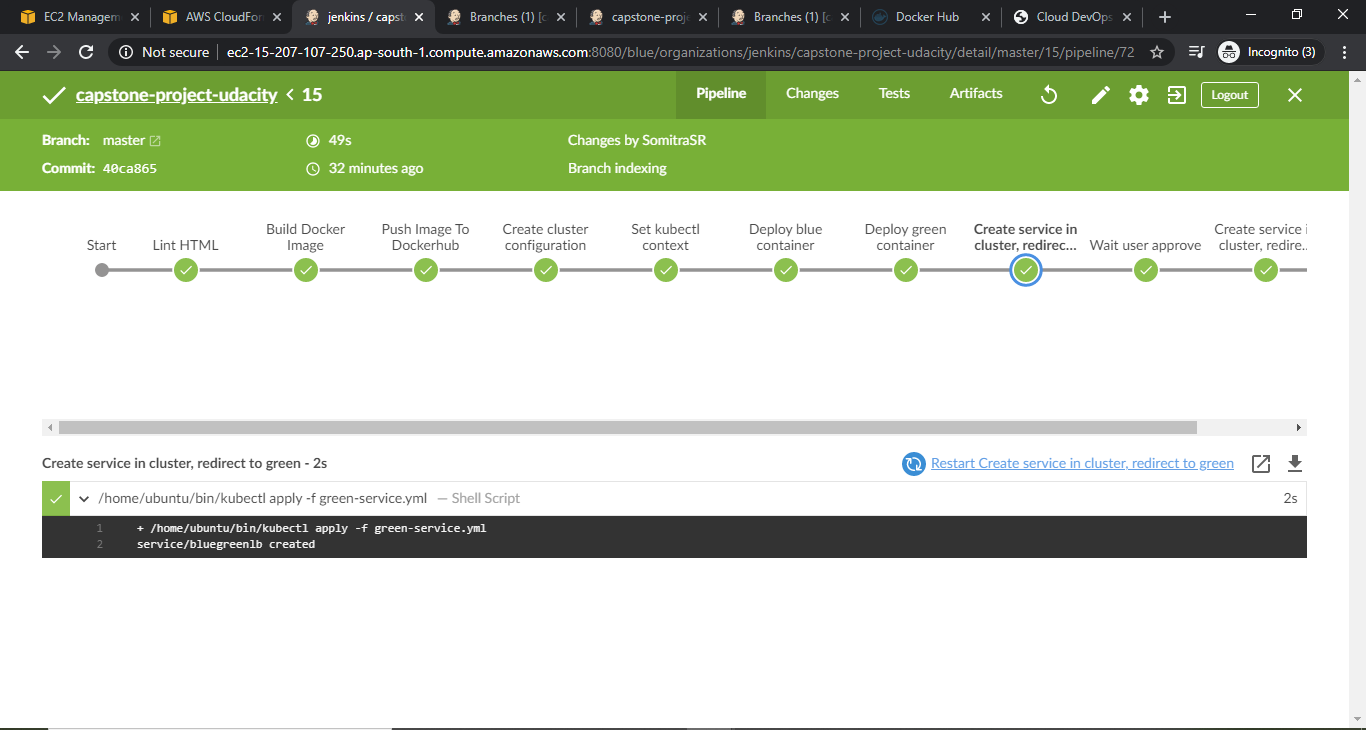 EC2 Managem
AWS CloudFor
jenkins / capst
Branches (1) [c
capstone-proje
Branches (1) [c
Docker Hub
Cloud DevOps
Not secure
ec2-15-207-107-250.ap-south-1.compute.amazonaws.com:8080/blue/organizations/jenkins/capstone-project-udacity/detail/master/15/pipeline/72
Incognito (3)
capstone-project-udacity < 15
Pipeline
Changes
Tests
Artifacts
Logout
Branch: master
49s
Changes by SomitraSR
Commit: 40ca865
32 minutes ago
Branch indexing
Start
Lint HTML
Build Docker
Image
Push Image To
Dockerhub
Create cluster
configuration
Set kubectl
context
Deploy blue
container
Deploy green
container
Create service in
cluster, redirec...
Wait user approve
Create service i
cluster, redire..
Create service in cluster, redirect to green - 2s
Restart Create service in cluster, redirect to green
/home/ubuntu/bin/kubectl apply -f green-service.yml — Shell Script
2s
1 + /home/ubuntu/bin/kubectl apply -f green-service.yml
2 service/bluegreenlb created